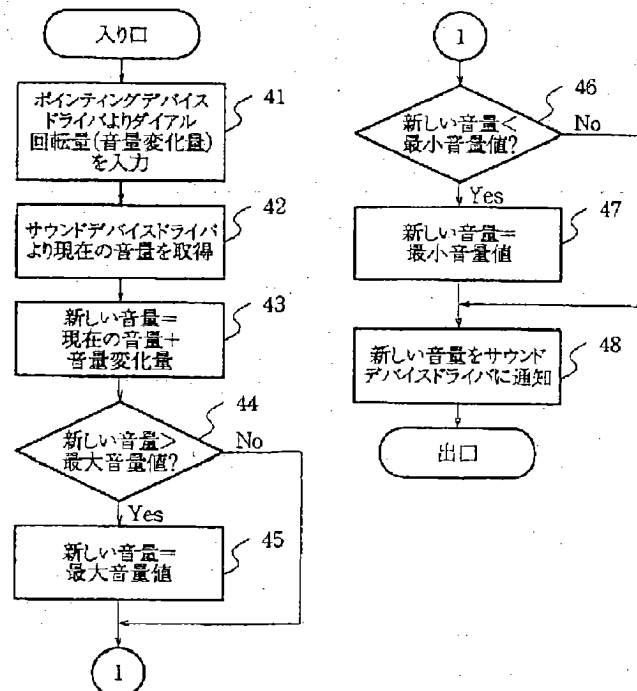 入り口
ポインティングデバイス
ドライバよりダイアル
回転量(音量変化量)
を入力
41
サウンドデバイスドライバ
より現在の音量を取得
42
新しい音量=
現在の音量+
音量変化量
43
新しい音量>
最大音量値?
44
No
Yes
新しい音量=
最大音量値
45
1
1
新しい音量<
最小音量値?
46
No
Yes
新しい音量=
最小音量値
47
新しい音量をサウンド
デバイスドライバに通知
48
出口